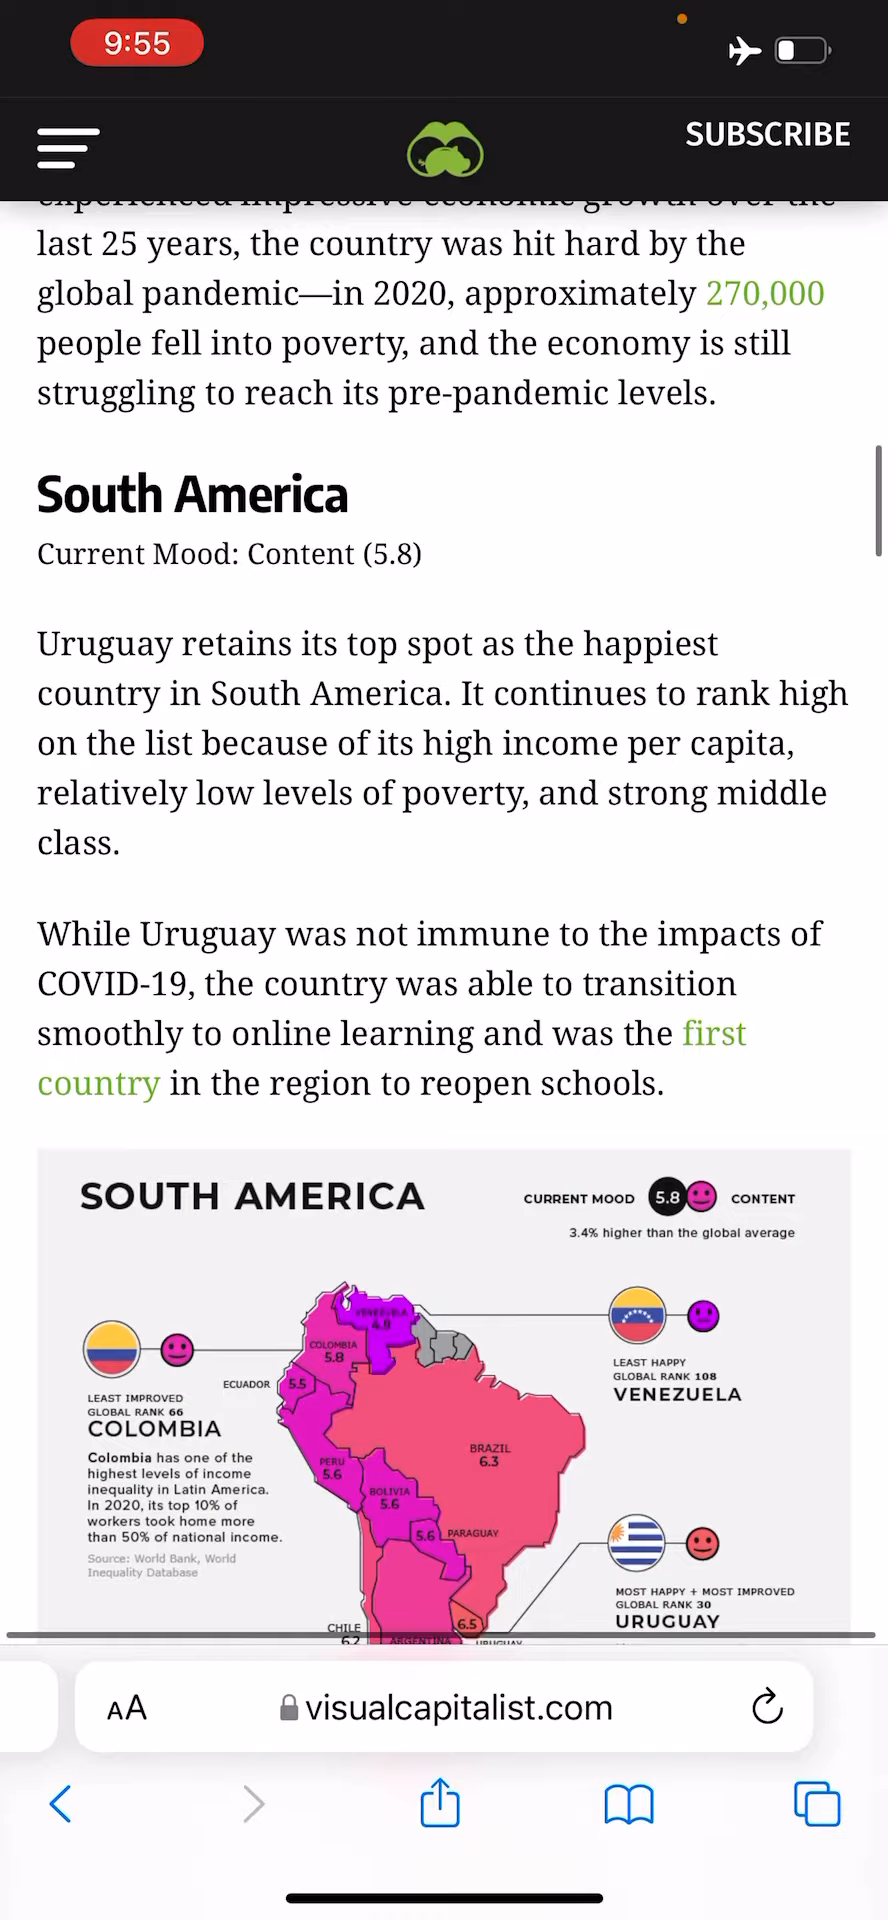 9:55
SUBSCRIBE
experienced impressive economic growth over the
last 25 years, the country was hit hard by the
global pandemic—in 2020, approximately 270,000
people fell into poverty, and the economy is still
struggling to reach its pre-pandemic levels.
South America
Current Mood: Content (5.8)
Uruguay retains its top spot as the happiest
country in South America. It continues to rank high
on the list because of its high income per capita,
relatively low levels of poverty, and strong middle
class.
While Uruguay was not immune to the impacts of
COVID-19, the country was able to transition
smoothly to online learning and was the first
country in the region to reopen schools.
SOUTH AMERICA
CURRENT MOOD 5.8 CONTENT
3.4% higher than the global average
VENEZUELA
4.9
COLOMBIA
5.8
ECUADOR 5.5
LEAST HAPPY
GLOBAL RANK 108
VENEZUELA
LEAST IMPROVED
GLOBAL RANK 66
COLOMBIA
Colombia has one of the
highest levels of income
inequality in Latin America.
In 2020, its top 10% of
workers took home more
than 50% of national income.
Source: World Bank, World
Inequality Database
BRAZIL
6.3
PERU
5.6
BOLIVIA
5.6
5.6 PARAGUAY
MOST HAPPY + MOST IMPROVED
GLOBAL RANK 30
URUGUAY
CHILE
6.2
6.5
ARGENTINA
URUGUAY
AA
visualcapitalist.com